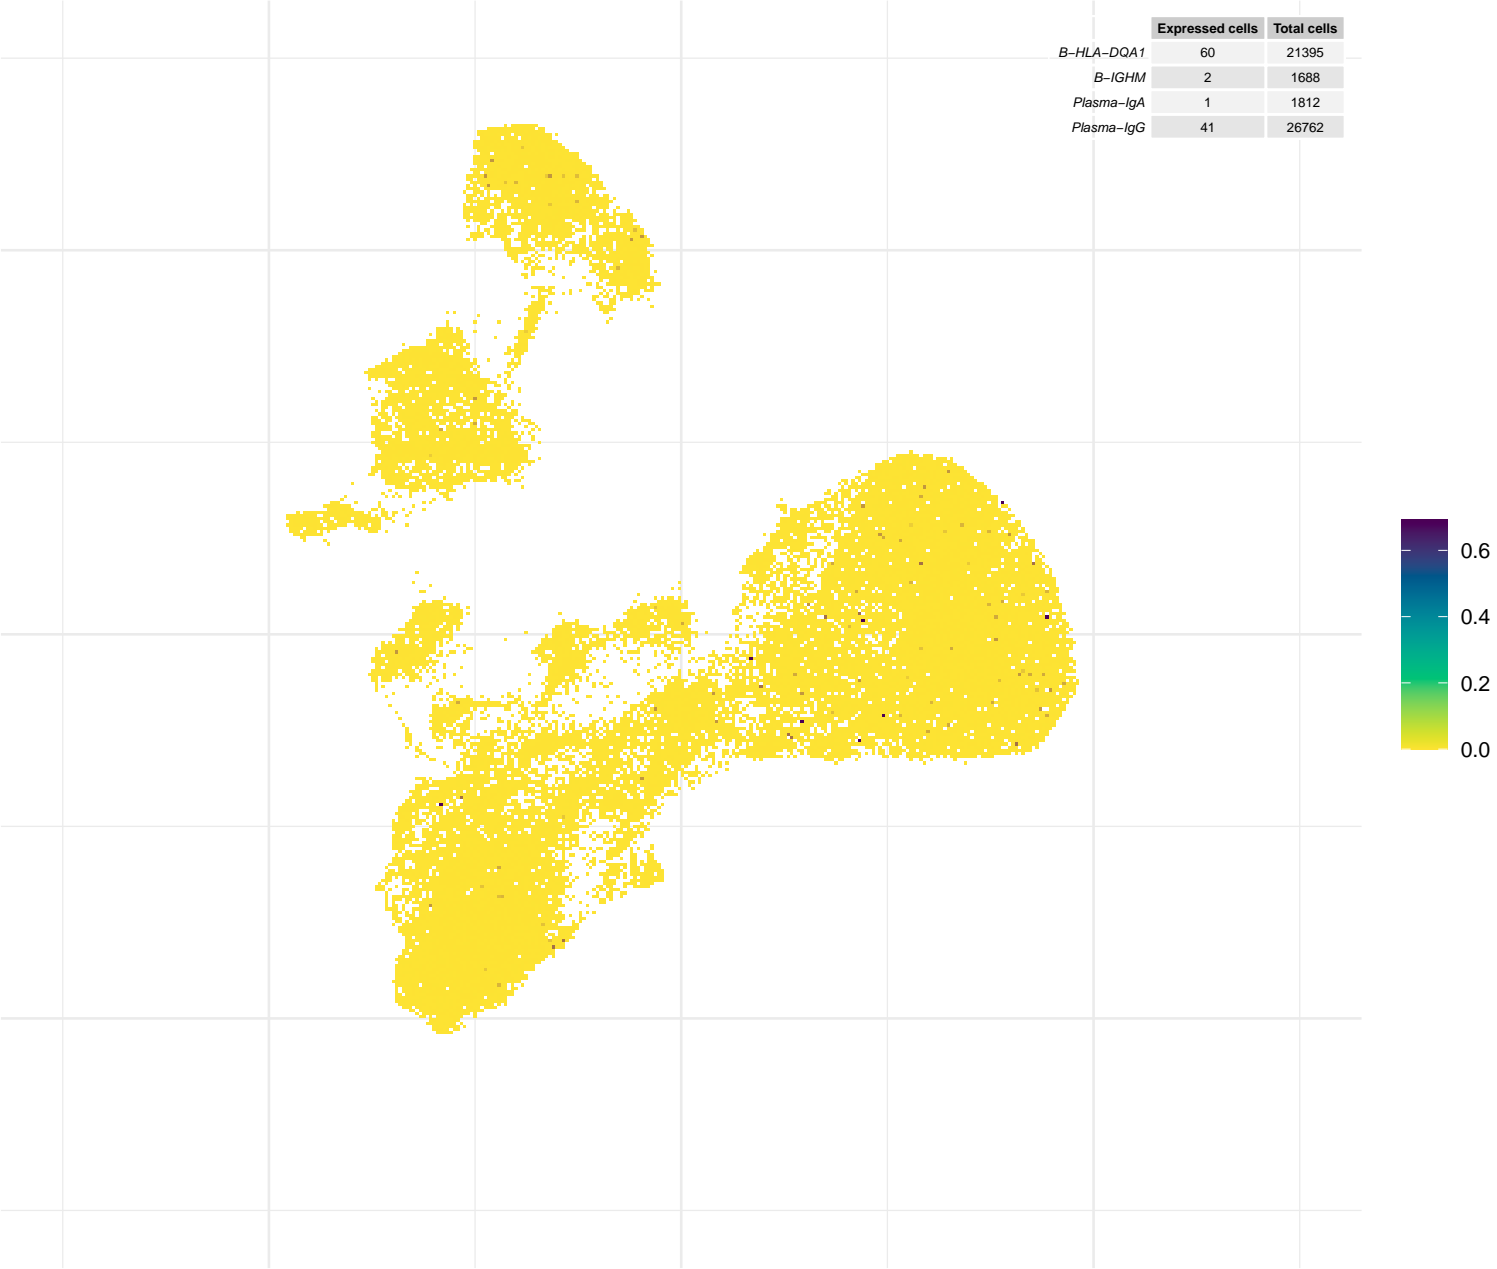 Expressed cells Total cells
B−HLA−DQA1 60 21395
B−IGHM 2 1688
Plasma−IgA 1 1812
Plasma−IgG 41 26762
0.6
0.4
0.2
0.0